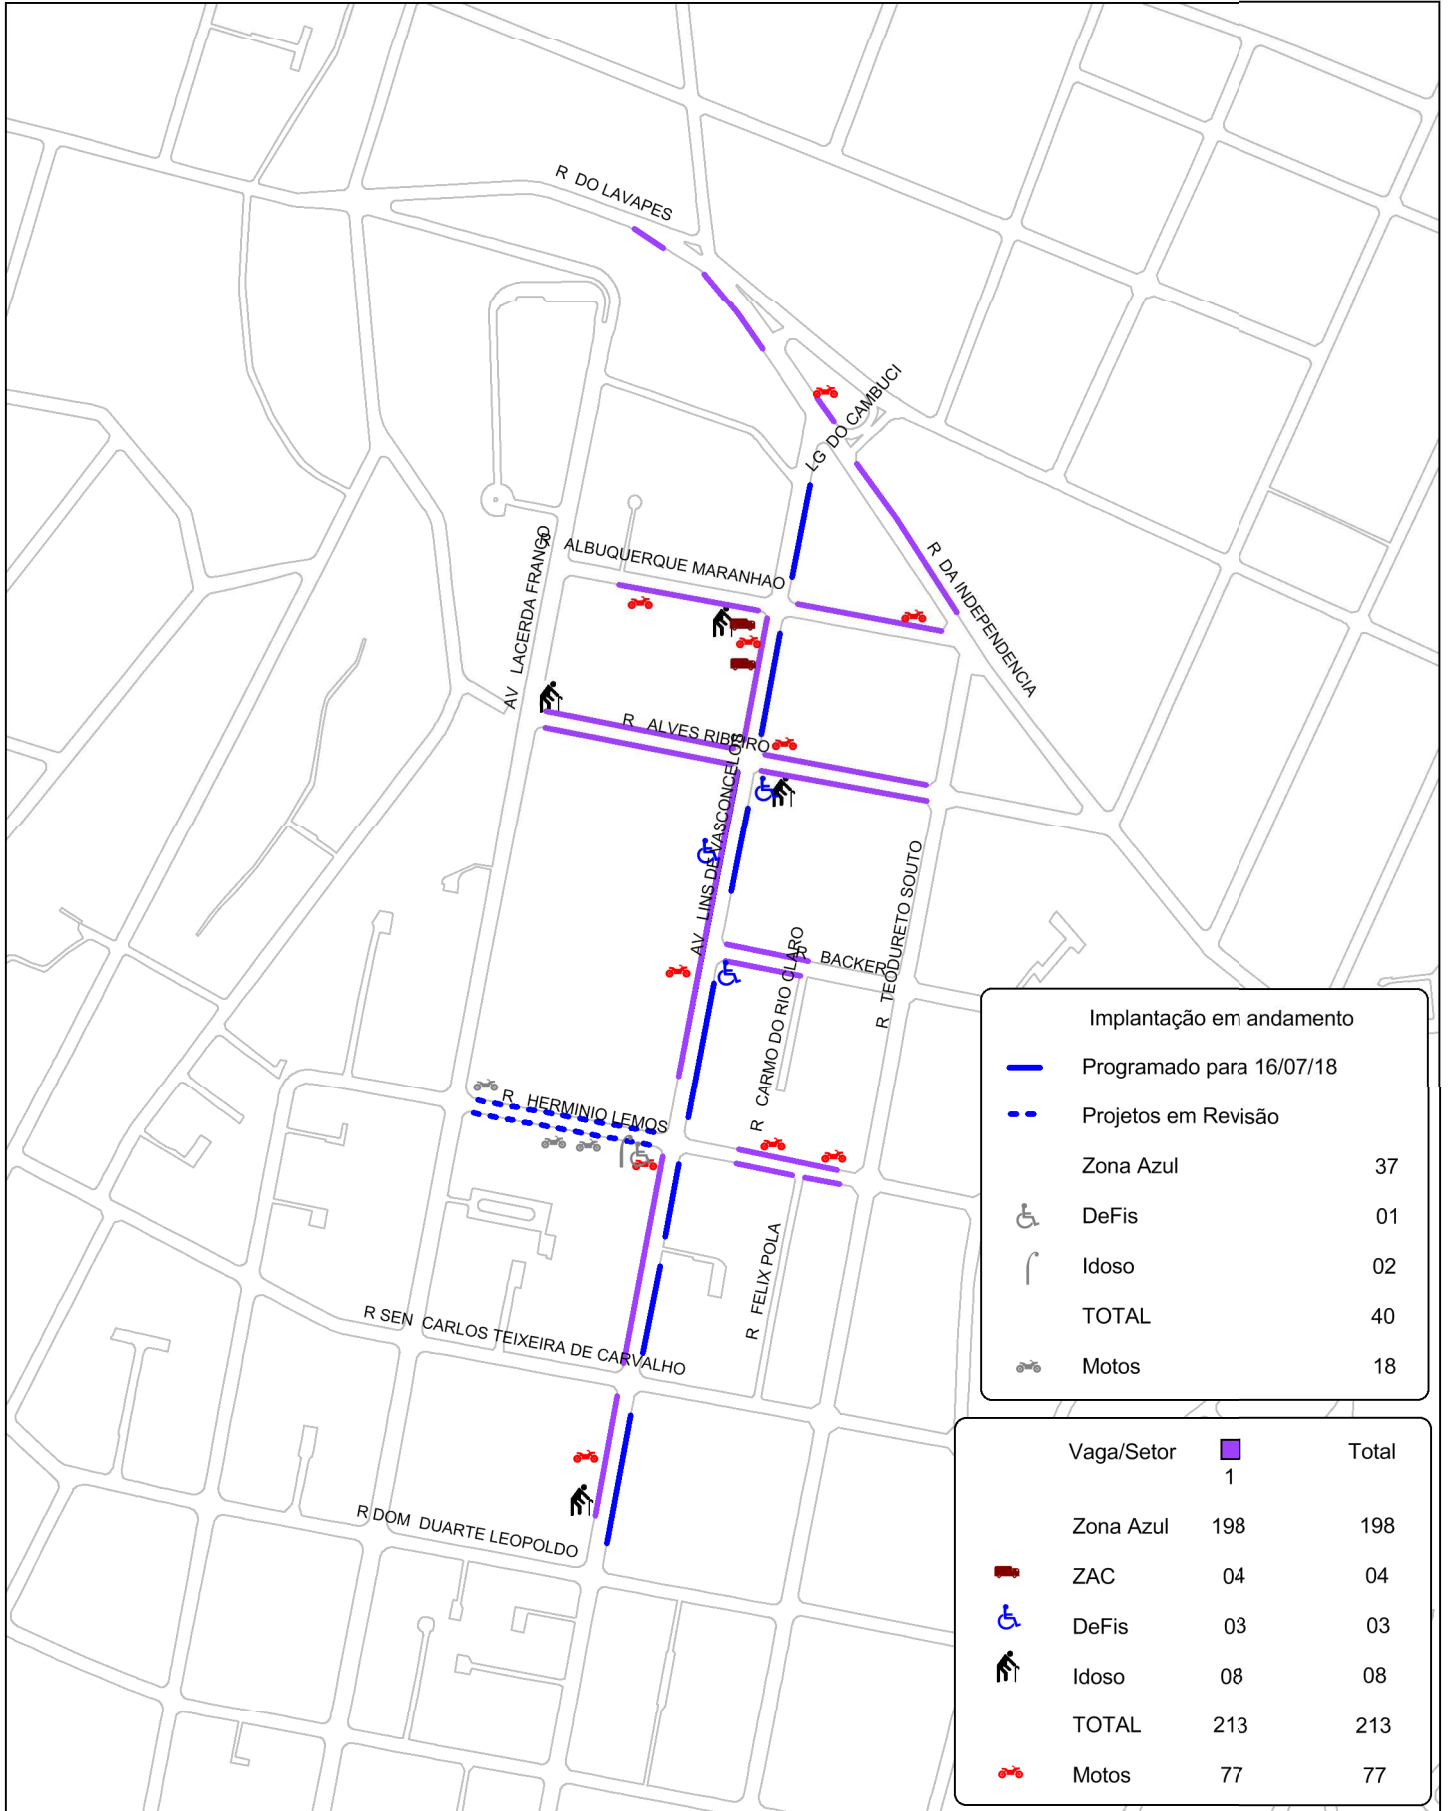 R DO LAVAPES
LG DO CAMBUCI
R DA INDEPENDENCIA
R ALBUQUERQUE MARANHAO
AV LACERDA FRANCO
R ALVES RIBEIRO
AV LINS DE VASCONCELOS
R TEODURETO SOUTO
R BACKER
R CARMO DO RIO CLARO
R HERMINIO LEMOS
R FELIX POLA
R SEN CARLOS TEIXEIRA DE CARVALHO
R DOM DUARTE LEOPOLDO
Implantação em andamento
Programado para 16/07/18
Projetos em Revisão
Zona Azul 37
DeFis 01
Idoso 02
TOTAL 40
Motos 18
Vaga/Setor 1 Total
Zona Azul 198 198
ZAC 04 04
DeFis 03 03
Idoso 08 08
TOTAL 213 213
Motos 77 77